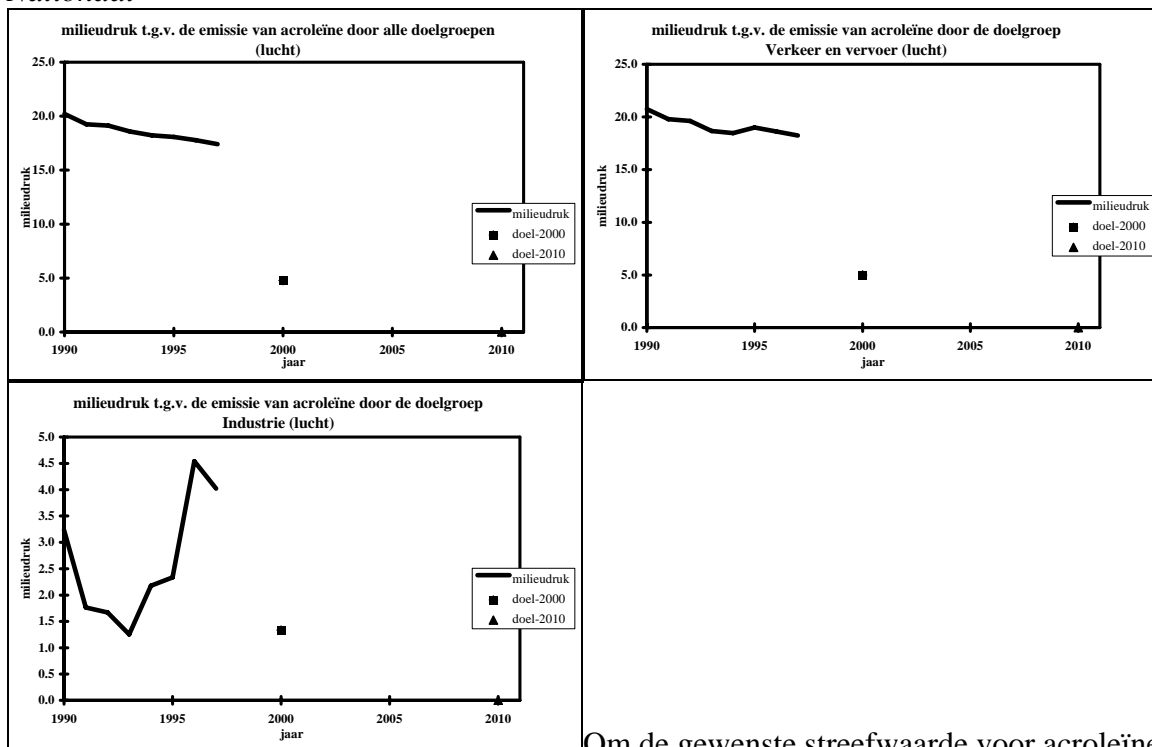 milieudruk t.g.v. de emissie van acroleïne door alle doelgroepen
(lucht)
25.0
20.0
15.0
10.0
5.0
0.0
milieudruk
1990
1995
2000
2005
2010
jaar
milieudruk
doel-2000
doel-2010
milieudruk t.g.v. de emissie van acroleïne door de doelgroep
Verkeer en vervoer (lucht)
25.0
20.0
15.0
10.0
5.0
0.0
milieudruk
1990
1995
2000
2005
2010
jaar
milieudruk
doel-2000
doel-2010
milieudruk t.g.v. de emissie van acroleïne door de doelgroep
Industrie (lucht)
5.0
4.5
4.0
3.5
3.0
2.5
2.0
1.5
1.0
0.5
0.0
milieudruk
1990
1995
2000
2005
2010
jaar
milieudruk
doel-2000
doel-2010
Om de gewenste streefwaarde voor acroleïne